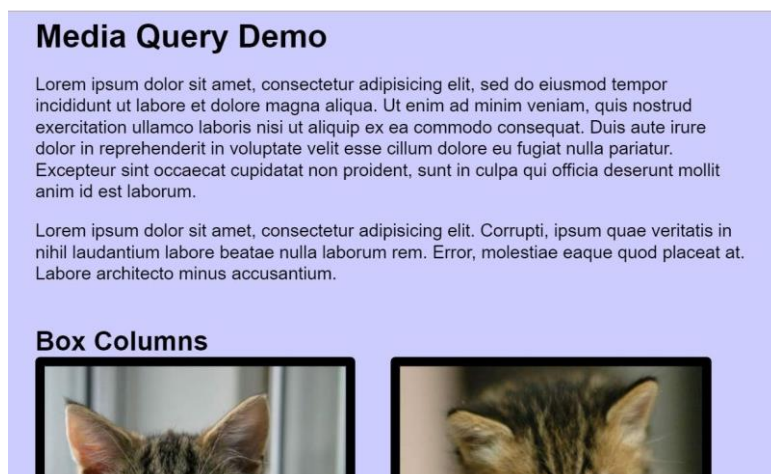 Media Query Demo
Lorem ipsum dolor sit amet, consectetur adipisicing elit, sed do eiusmod tempor
incididunt ut labore et dolore magna aliqua. Ut enim ad minim veniam, quis nostrud
exercitation ullamco laboris nisi ut aliquip ex ea commodo consequat. Duis aute irure
dolor in reprehenderit in voluptate velit esse cillum dolore eu fugiat nulla pariatur.
Excepteur sint occaecat cupidatat non proident, sunt in culpa qui officia deserunt mollit
anim id est laborum.
Lorem ipsum dolor sit amet, consectetur adipisicing elit. Corrupti, ipsum quae veritatis in
nihil laudantium labore beatae nulla laborum rem. Error, molestiae eaque quod placeat at.
Labore architecto minus accusantium.
Box Columns